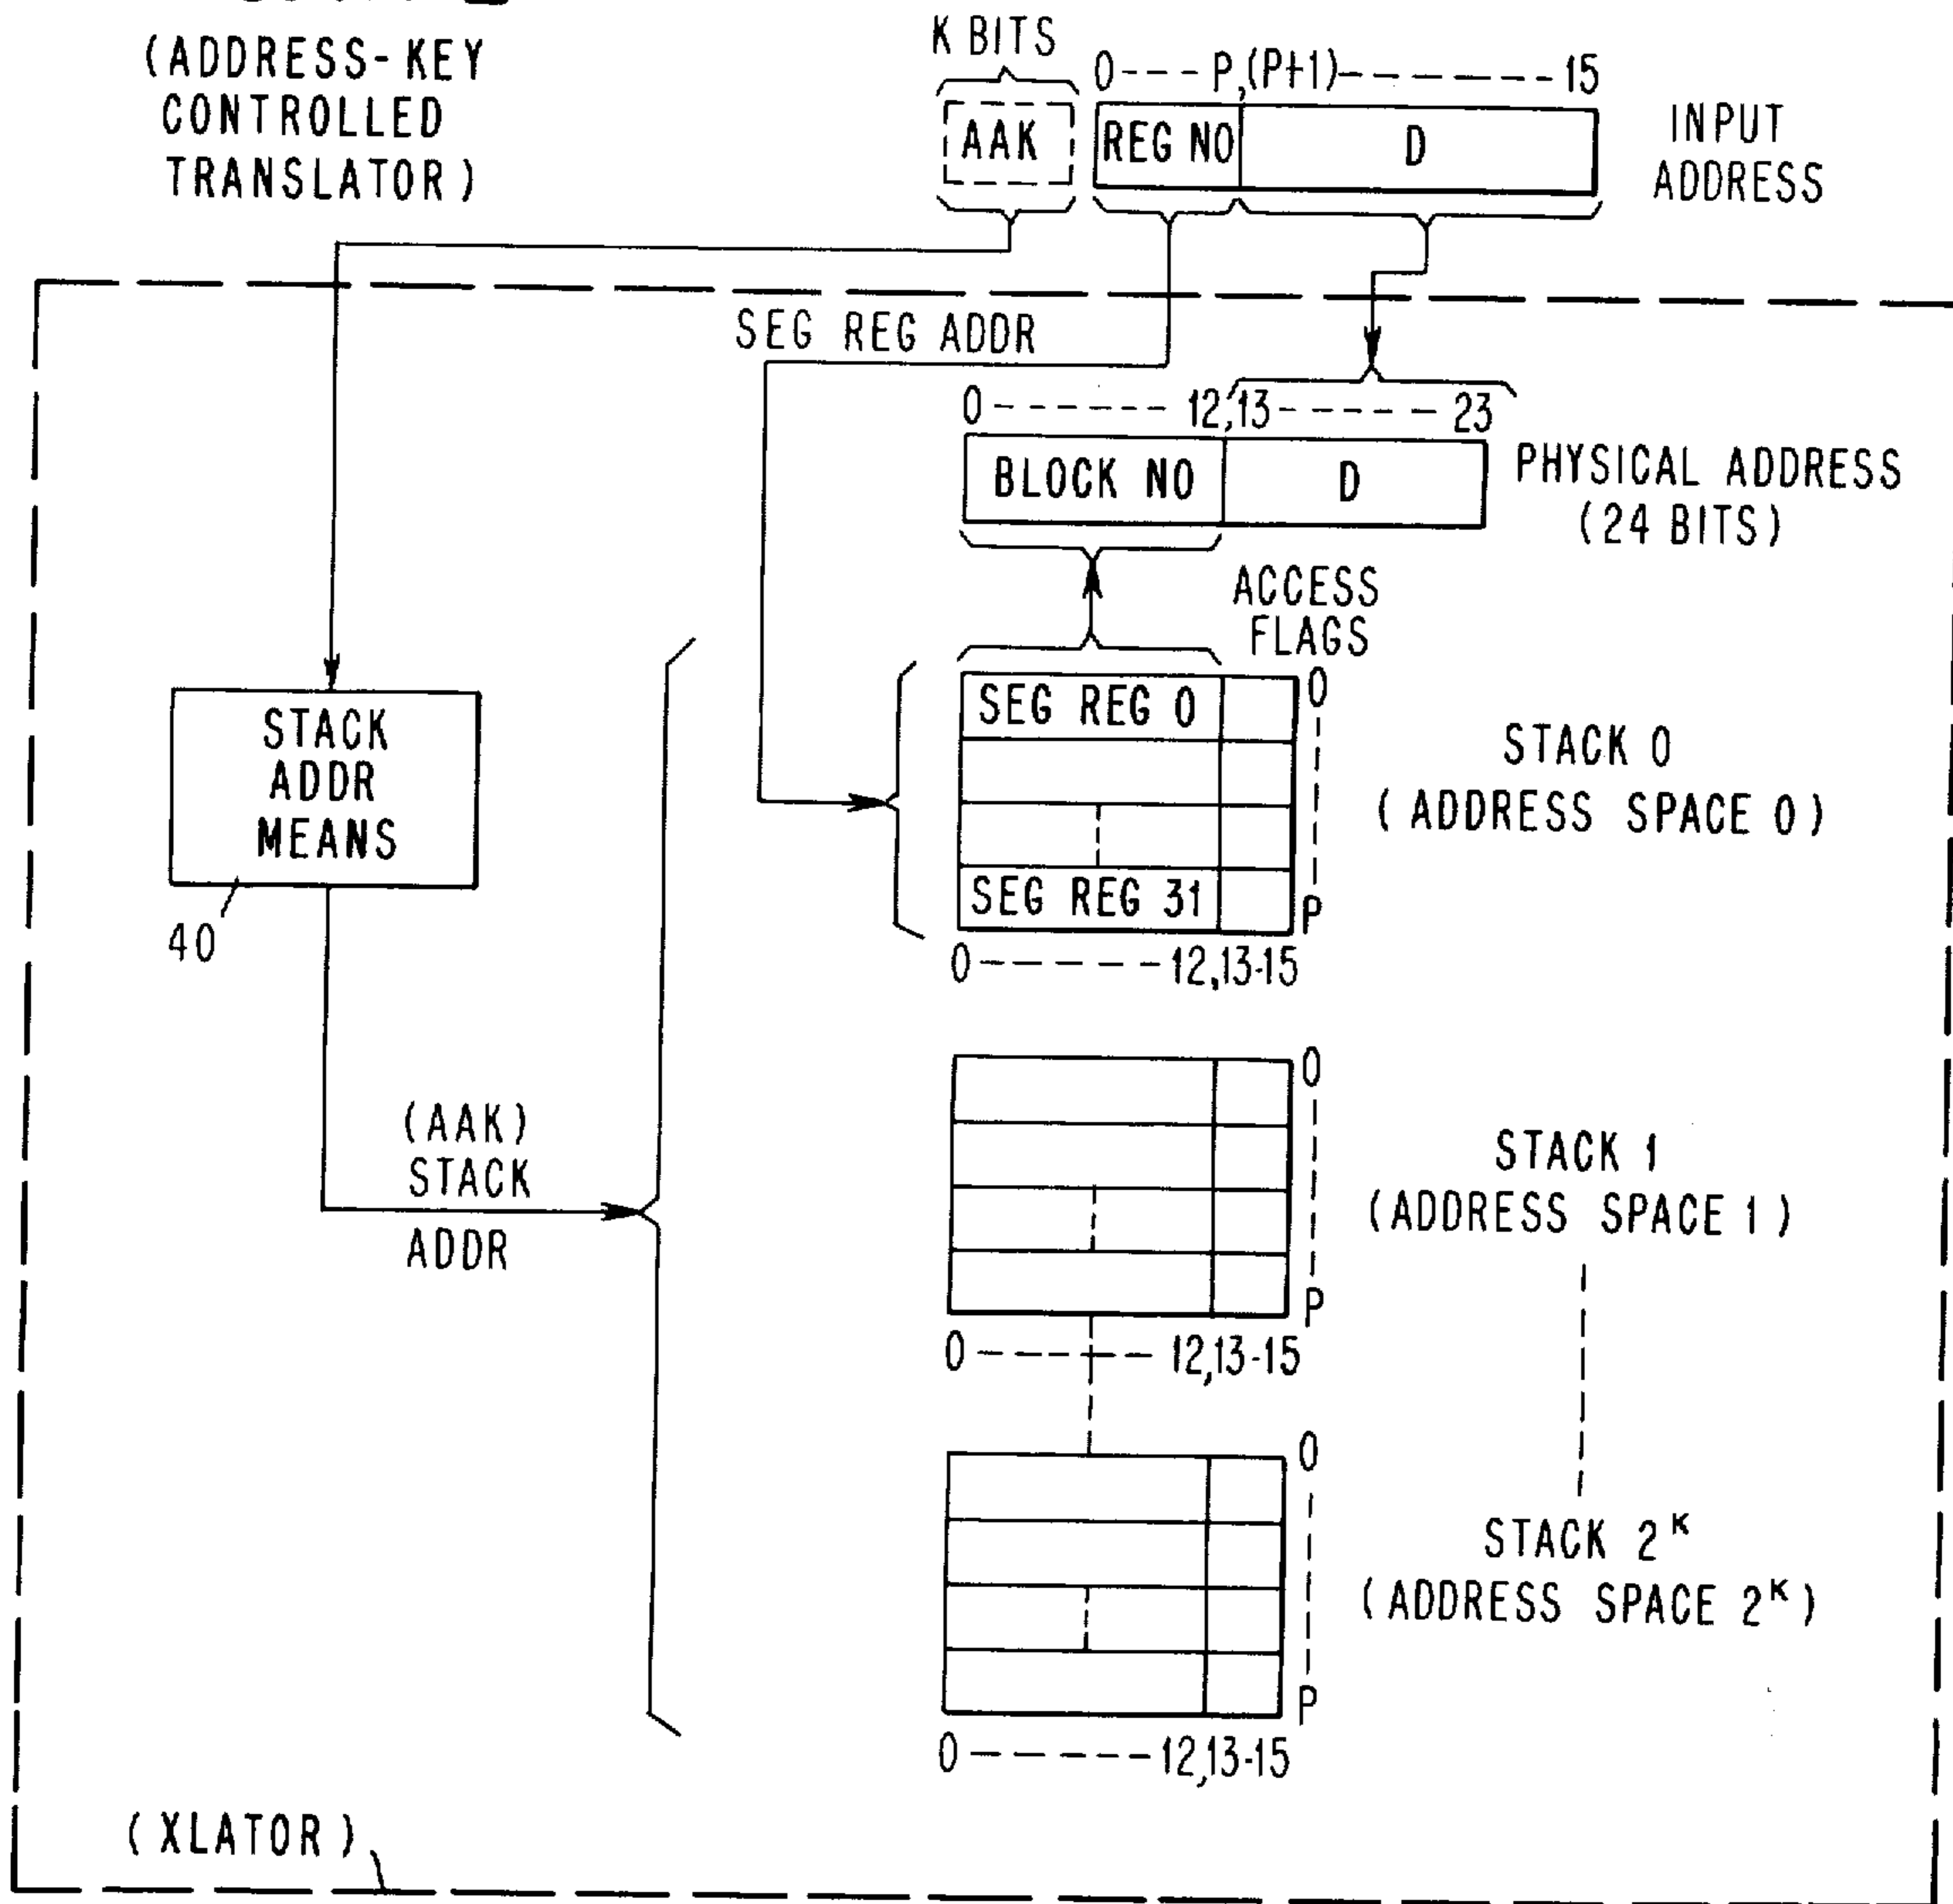 (ADDRESS-KEY
CONTROLLED
TRANSLATOR)
K BITS
0---- P,(P+1)--------15
AAK
REG NO
D
INPUT
ADDRESS
SEG REG ADDR
0------- 12,13------ 23
BLOCK NO
D
PHYSICAL ADDRESS
(24 BITS)
ACCESS
FLAGS
STACK
ADDR
MEANS
40
SEG REG 0
SEG REG 31
0
P
0------12,13-15
STACK 0
(ADDRESS SPACE 0)
(AAK)
STACK
ADDR
0
P
0------12,13-15
STACK 1
(ADDRESS SPACE 1)
0
P
0------12,13-15
STACK 2ᴷ
(ADDRESS SPACE 2ᴷ)
(XLATOR)